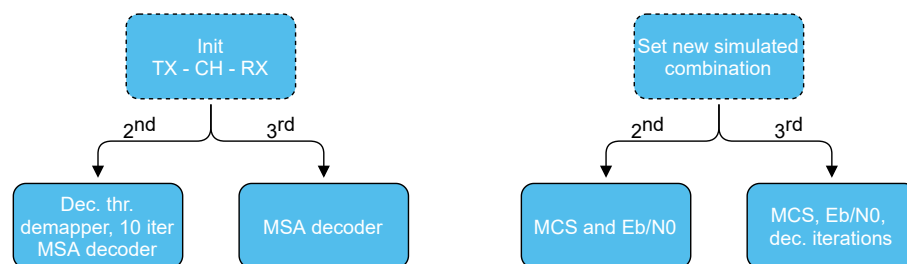 Init
TX - CH - RX
2nd
3rd
Dec. thr.
demapper, 10 iter
MSA decoder
MSA decoder
Set new simulated
combination
2nd
3rd
MCS and Eb/N0
MCS, Eb/N0,
dec. iterations